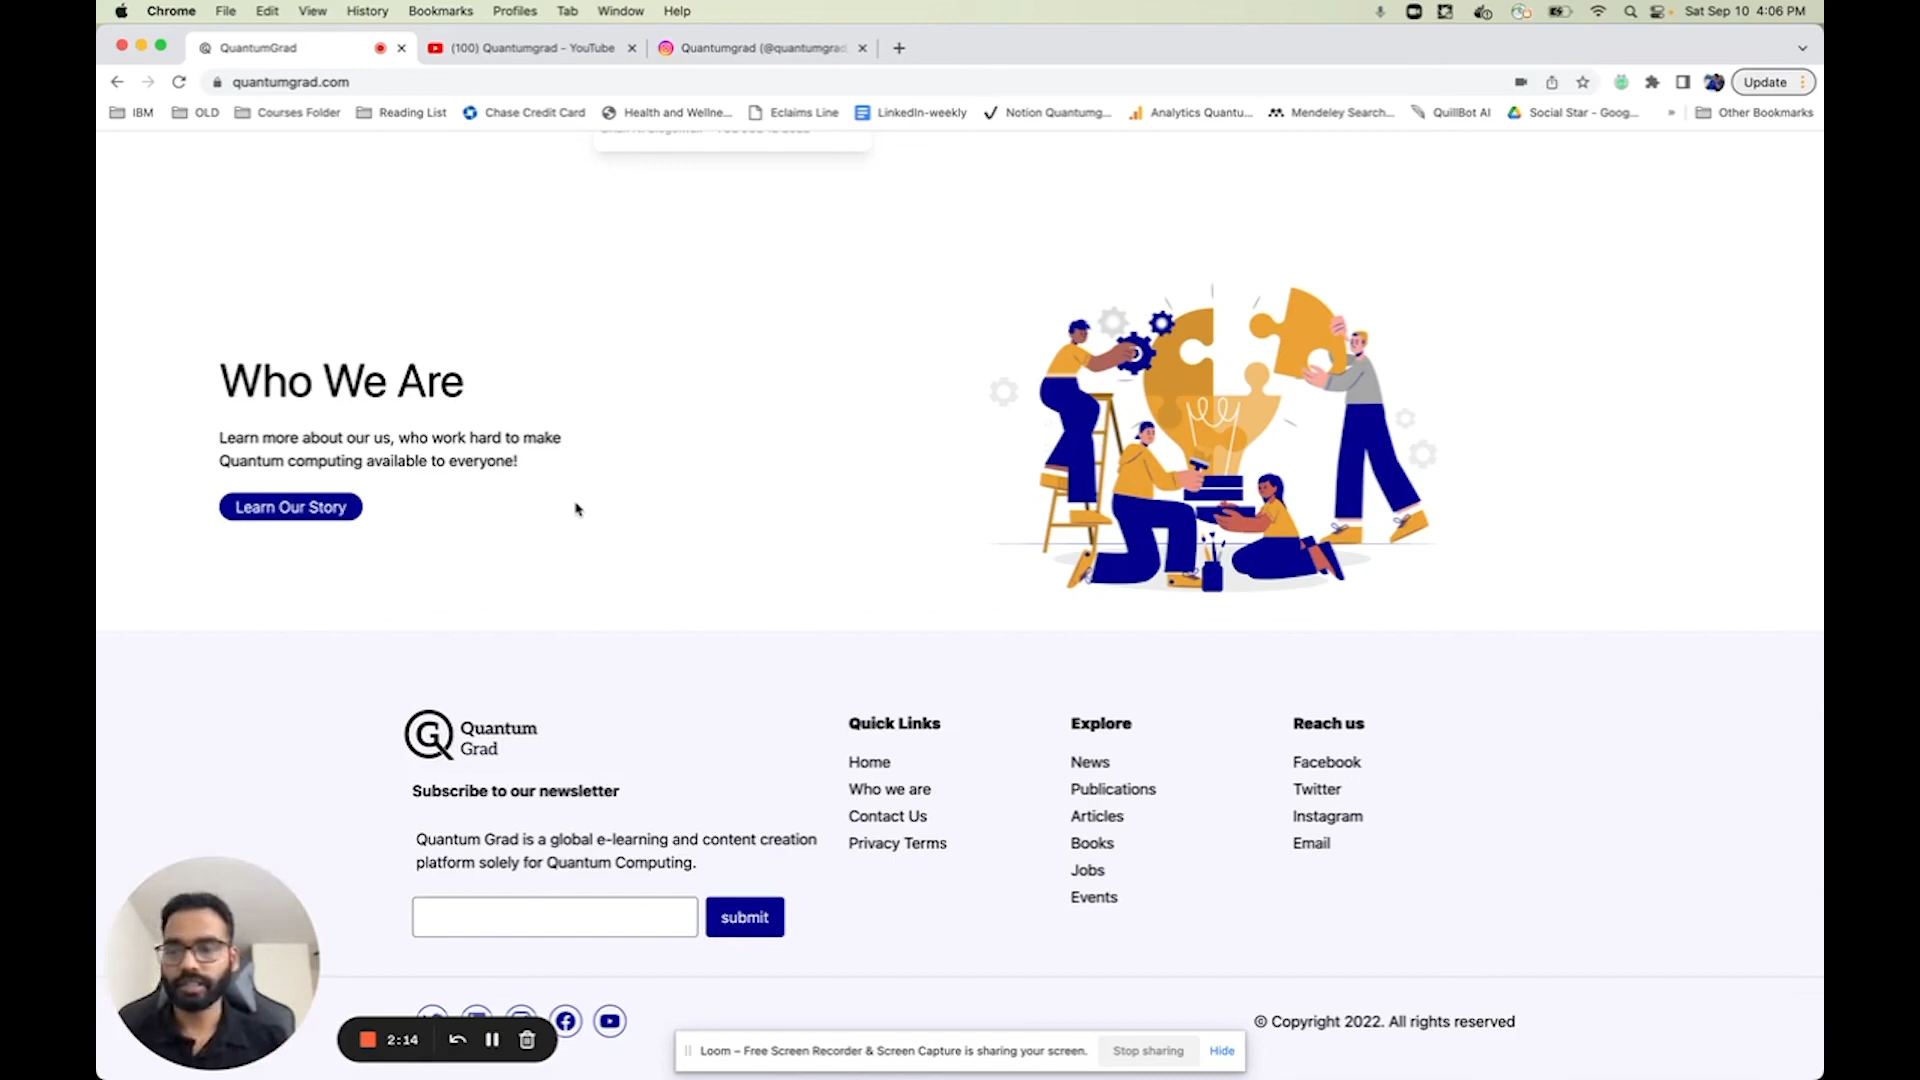 Chrome File Edit View History Bookmarks Profiles Tab Window Help Sat Sep 10 4:06 PM
QuantumGrad (100) Quantumgrad - YouTube Quantumgrad (@quantumgrad
quantumgrad.com Update
IBM OLD Courses Folder Reading List Chase Credit Card Health and Wellne... Eclaims Line LinkedIn-weekly Notion Quantumg... Analytics Quantu... Mendeley Search... QuillBot AI Social Star - Goog... » Other Bookmarks
Who We Are
Learn more about our us, who work hard to make
Quantum computing available to everyone!
Learn Our Story
Quantum
Grad
Subscribe to our newsletter
Quantum Grad is a global e-learning and content creation
platform solely for Quantum Computing.
submit
Quick Links
Home
Who we are
Contact Us
Privacy Terms
Explore
News
Publications
Articles
Books
Jobs
Events
Reach us
Facebook
Twitter
Instagram
Email
© Copyright 2022. All rights reserved
2:14
Loom – Free Screen Recorder & Screen Capture is sharing your screen. Stop sharing Hide